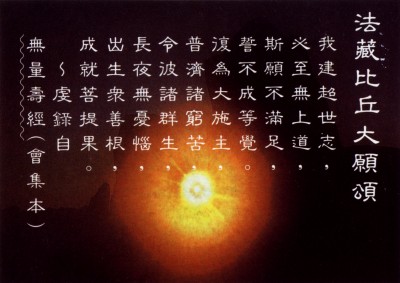 法藏比丘大願頌
我建超世志，
必至無上道，
斯願不滿足，
誓不成等覺，
復為大施主，
普濟諸窮苦，
令彼諸群生，
長夜無憂惱，
出生眾善根，
成就菩提果。
～虔錄自
無量壽經(會集本)